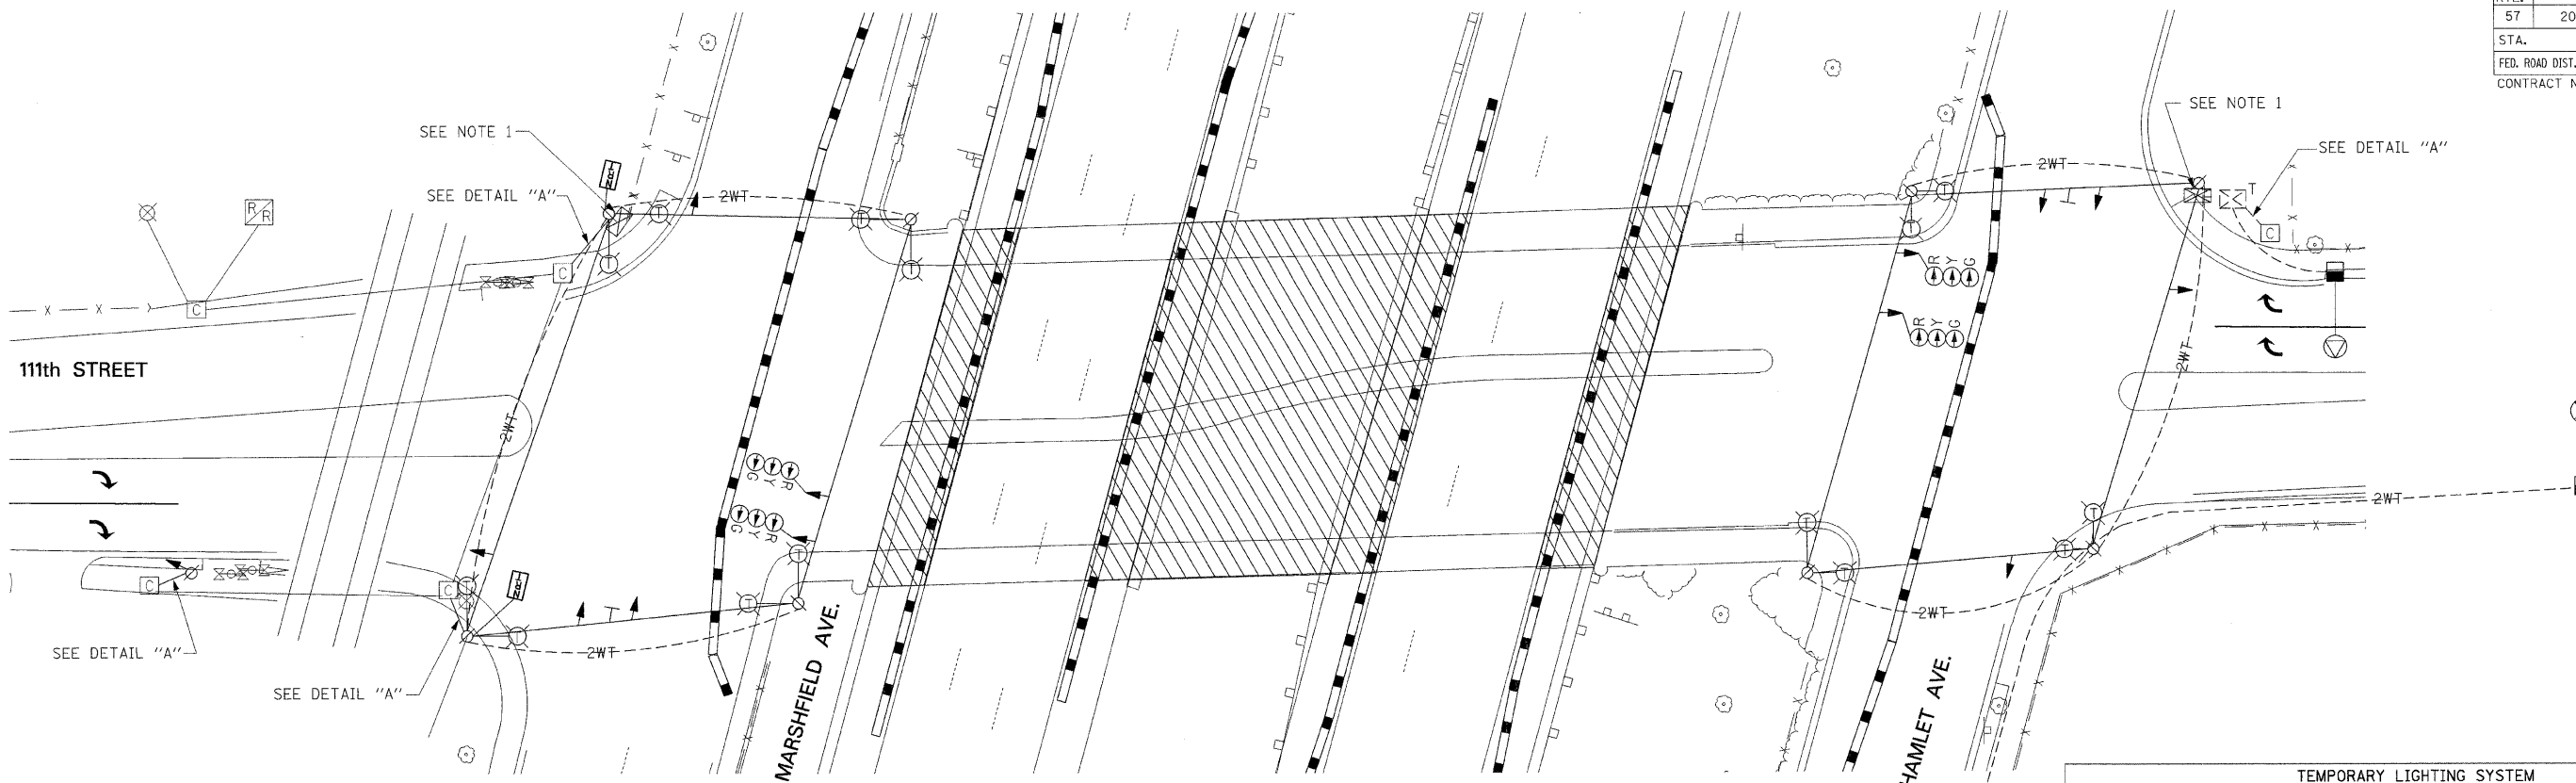 57 20
STA.
FED. ROAD DIST.
CONTRACT N
SEE NOTE 1
SEE NOTE 1
SEE DETAIL "A"
2WT
T
SEE DETAIL "A"
2WT
T
T
T
R
R
C
T
T
T
C
C
R Y G
R Y G
111th STREET
2WT
2WT
R Y G
R Y G
2WT
T
T
T
T
T
C
C
T
T
T
T
2WT
2WT
SEE DETAIL "A"
SEE DETAIL "A"
MARSHFIELD AVE.
HAMLET AVE.
TEMPORARY LIGHTING SYSTEM